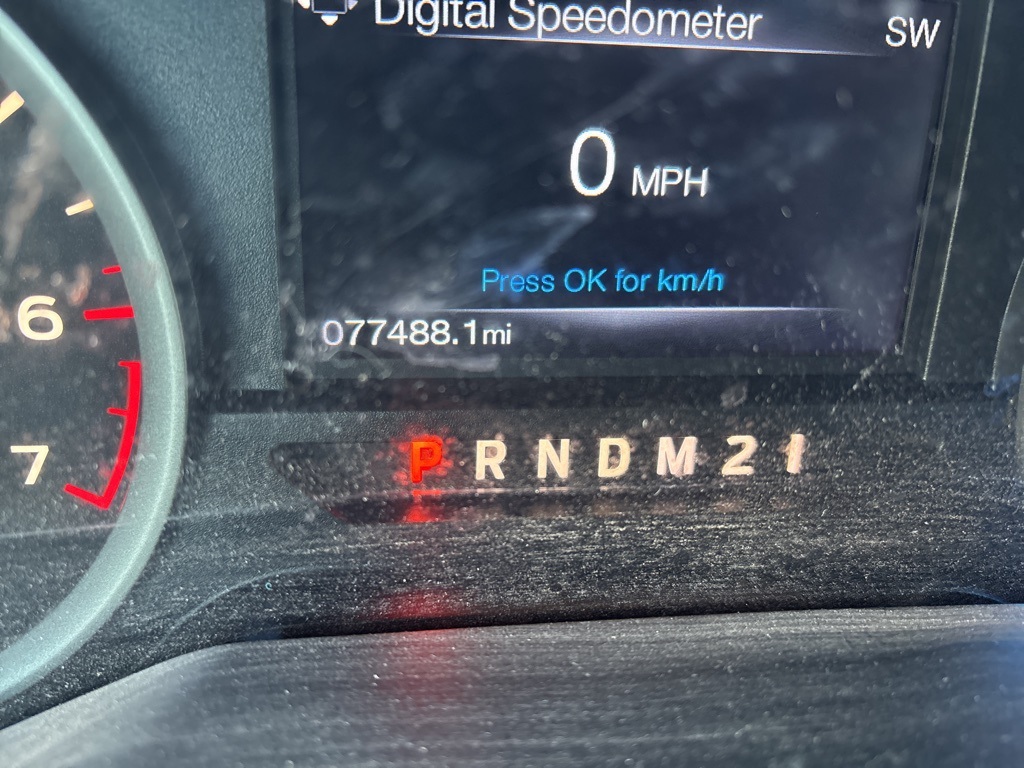 Digital Speedometer SW
0 MPH
Press OK for km/h
077488.1mi
6
7
P R N D M 2 1